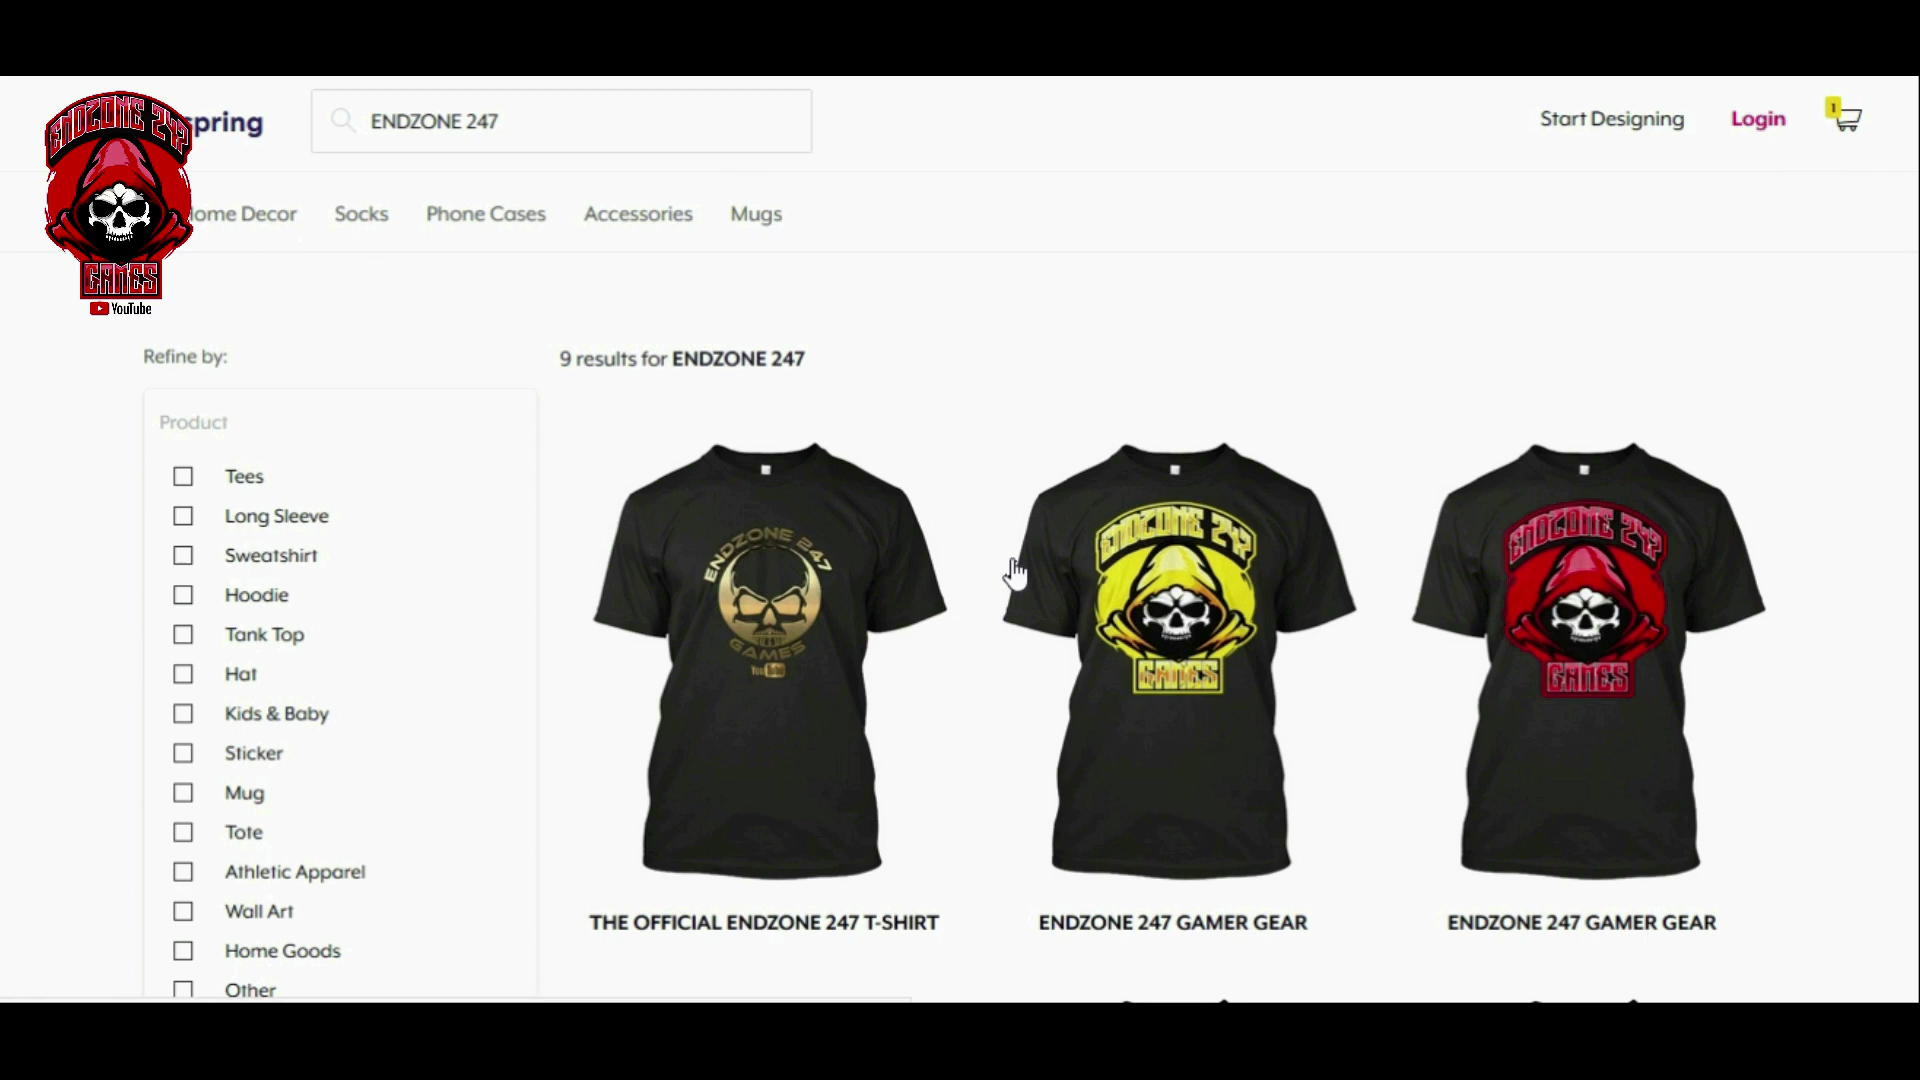 ENDZONE 247
GAMES
YouTube
spring
ENDZONE 247
Start Designing
Login
1
ome Decor
Socks
Phone Cases
Accessories
Mugs
Refine by:
9 results for ENDZONE 247
Product
Tees
Long Sleeve
Sweatshirt
Hoodie
Tank Top
Hat
Kids & Baby
Sticker
Mug
Tote
Athletic Apparel
Wall Art
Home Goods
Other
ENDZONE 247
GAMES
YouTube
ENDZONE 247
GAMES
ENDZONE 247
GAMES
THE OFFICIAL ENDZONE 247 T-SHIRT
ENDZONE 247 GAMER GEAR
ENDZONE 247 GAMER GEAR